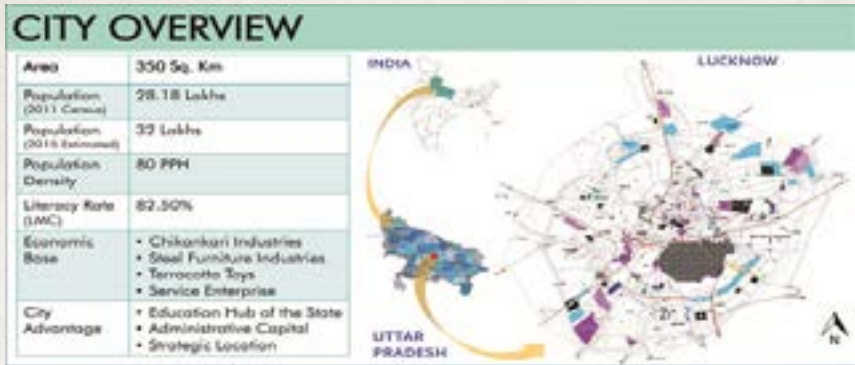 CITY OVERVIEW
Area 350 Sq. Km
Population 28.18 Lakhs
(2011 Census)
Population 32 Lakhs
(2015 Estimated)
Population 80 PPH
Density
Literacy Rate 82.50%
(LMC)
Economic • Chikankari Industries
Base • Steel Furniture Industries
• Terracotta Toys
• Service Enterprise
City • Education Hub of the State
Advantage • Administrative Capital
• Strategic Location
INDIA
UTTAR
PRADESH
LUCKNOW
N